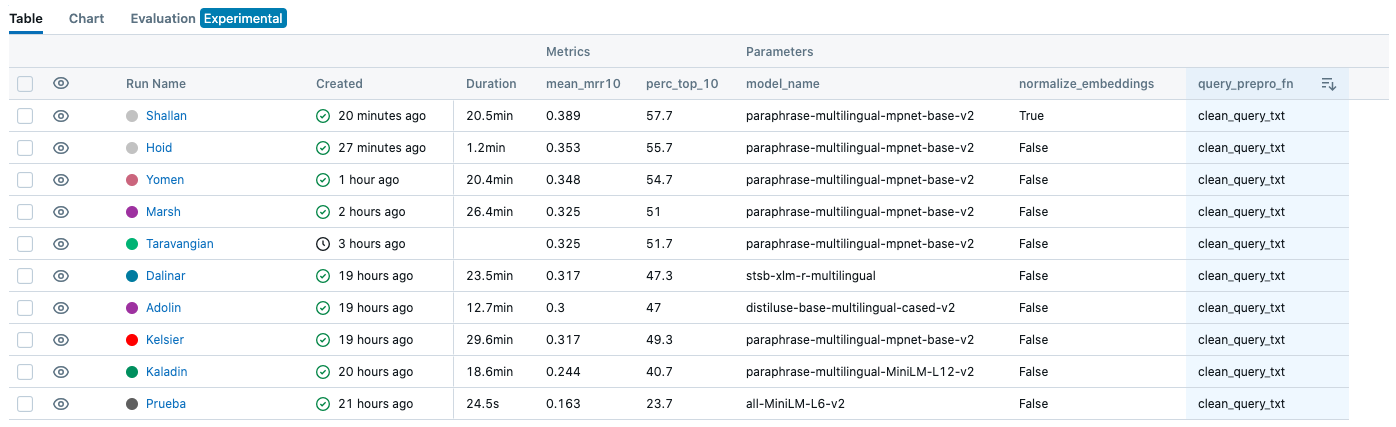 Table Chart Evaluation Experimental
Metrics Parameters
Run Name Created Duration mean_mrr10 perc_top_10 model_name normalize_embeddings query_prepro_fn
Shallan 20 minutes ago 20.5min 0.389 57.7 paraphrase-multilingual-mpnet-base-v2 True clean_query_txt
Hoid 27 minutes ago 1.2min 0.353 55.7 paraphrase-multilingual-mpnet-base-v2 False clean_query_txt
Yomen 1 hour ago 20.4min 0.348 54.7 paraphrase-multilingual-mpnet-base-v2 False clean_query_txt
Marsh 2 hours ago 26.4min 0.325 51 paraphrase-multilingual-mpnet-base-v2 False clean_query_txt
Taravangian 3 hours ago 0.325 51.7 paraphrase-multilingual-mpnet-base-v2 False clean_query_txt
Dalinar 19 hours ago 23.5min 0.317 47.3 stsb-xlm-r-multilingual False clean_query_txt
Adolin 19 hours ago 12.7min 0.3 47 distiluse-base-multilingual-cased-v2 False clean_query_txt
Kelsier 19 hours ago 29.6min 0.317 49.3 paraphrase-multilingual-mpnet-base-v2 False clean_query_txt
Kaladin 20 hours ago 18.6min 0.244 40.7 paraphrase-multilingual-MiniLM-L12-v2 False clean_query_txt
Prueba 21 hours ago 24.5s 0.163 23.7 all-MiniLM-L6-v2 False clean_query_txt